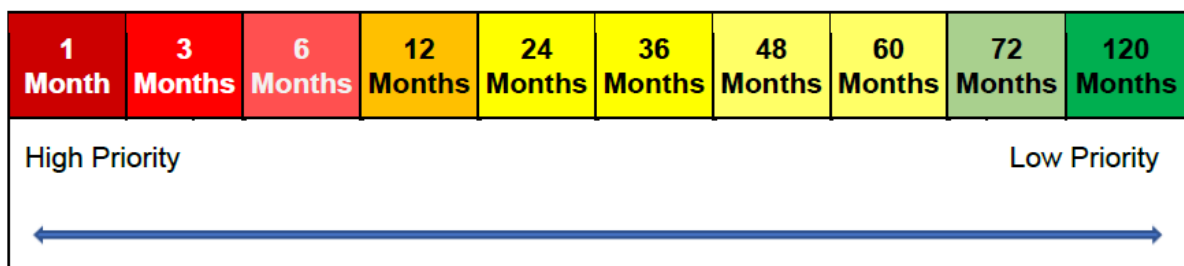 1 3 6 12 24 36 48 60 72 120
Month Months Months Months Months Months Months Months Months Months
High Priority Low Priority